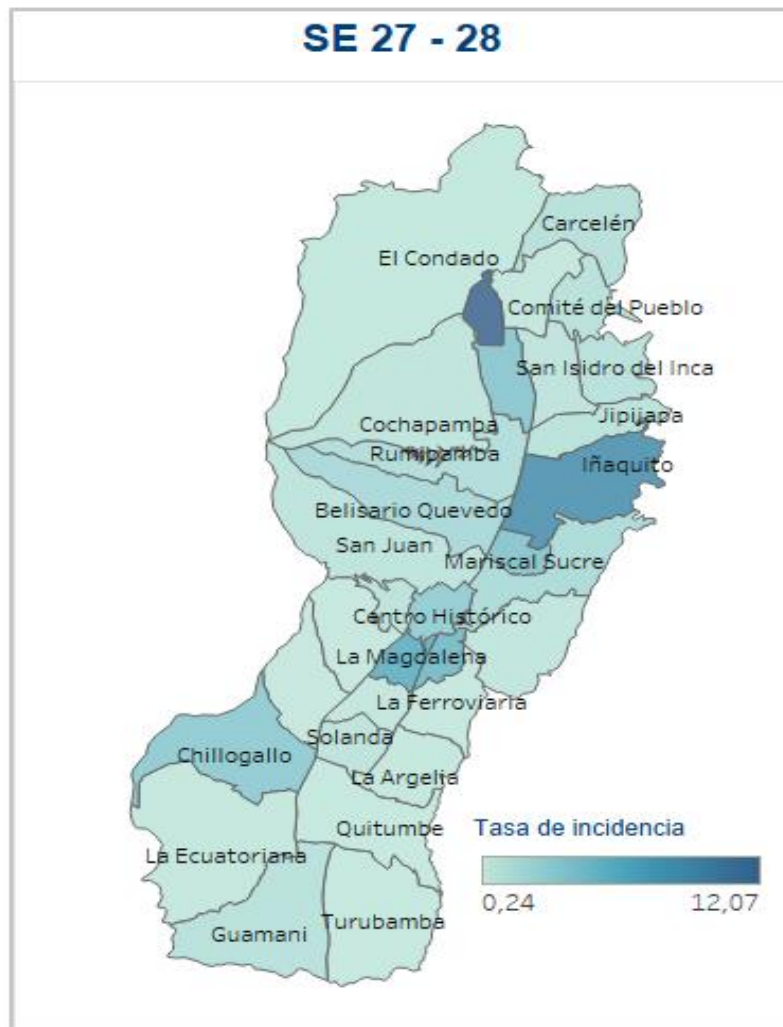 SE 27 - 28
Carcelén
El Condado
Comité del Pueblo
San Isidro del Inca
Jipijapa
Cochapamba
Rumipamba
Iñaquito
Belisario Quevedo
San Juan
Mariscal Sucre
Centro Histórico
La Magdalena
La Ferroviaria
Solanda
Chillogallo
La Argelia
Quitumbe
Tasa de incidencia
La Ecuatoriana
0,24
12,07
Turubamba
Guamani